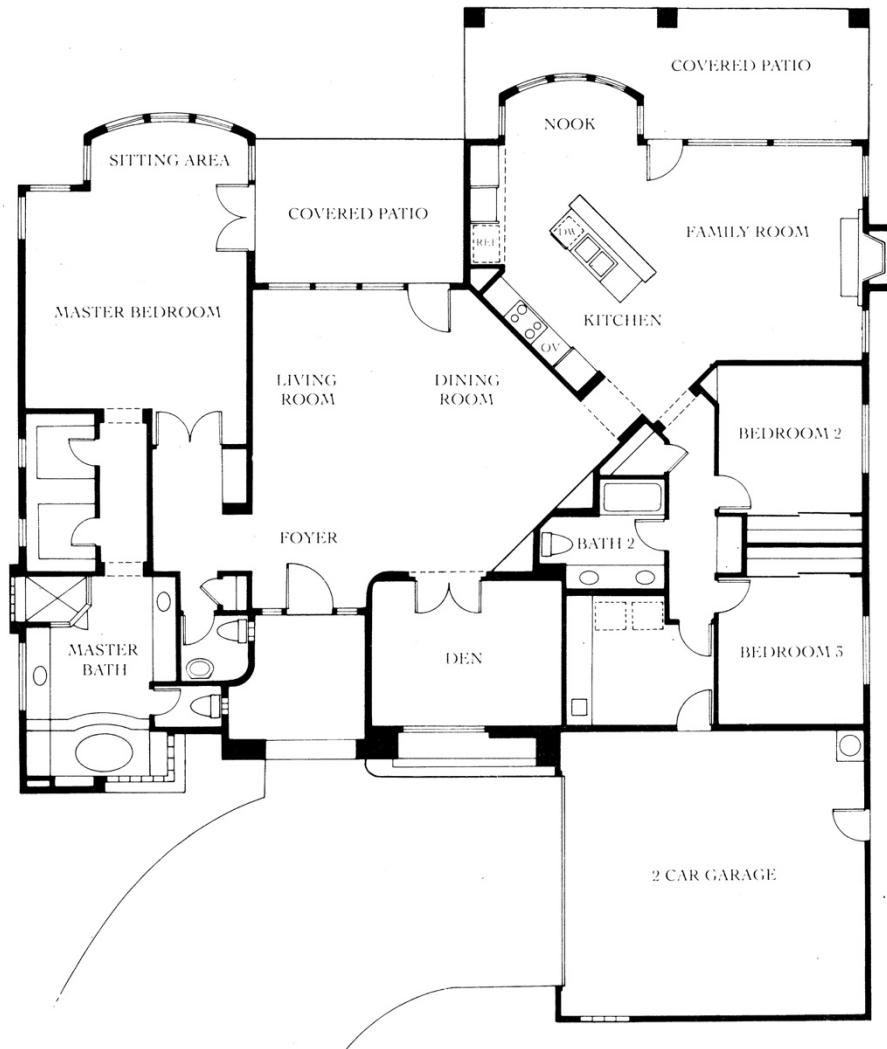 COVERED PATIO
NOOK
SITTING AREA
COVERED PATIO
REF
DW
FAMILY ROOM
MASTER BEDROOM
KITCHEN
OV
LIVING
ROOM
DINING
ROOM
BEDROOM 2
FOYER
BATH 2
MASTER
BATH
DEN
BEDROOM 3
2 CAR GARAGE